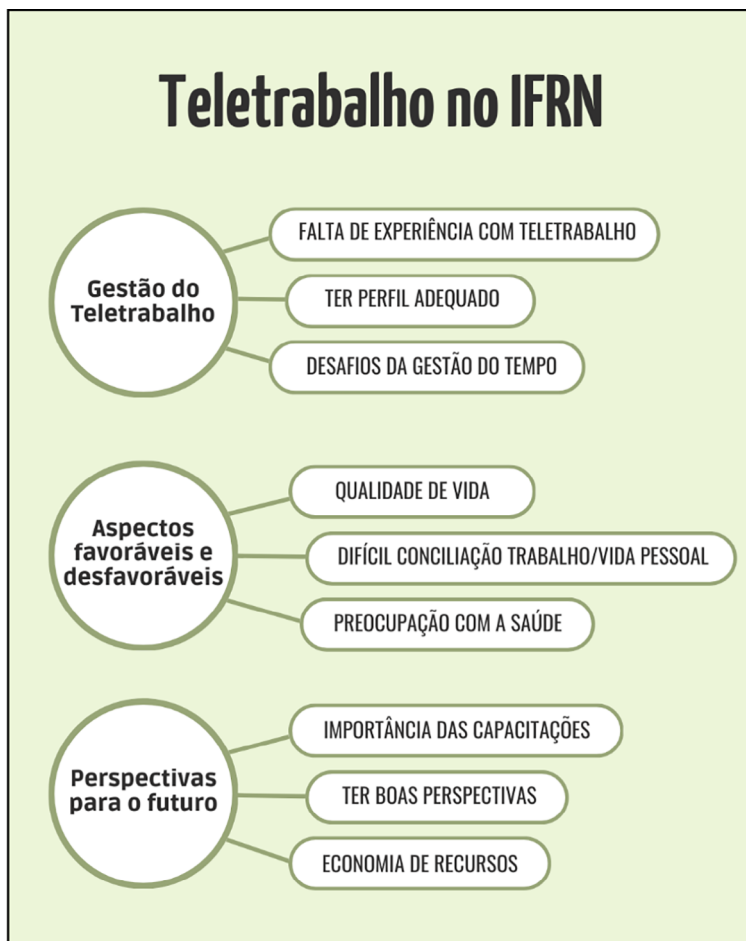 Teletrabalho no IFRN
Gestão do
Teletrabalho
FALTA DE EXPERIÊNCIA COM TELETRABALHO
TER PERFIL ADEQUADO
DESAFIOS DA GESTÃO DO TEMPO
Aspectos
favoráveis e
desfavoráveis
QUALIDADE DE VIDA
DIFÍCIL CONCILIAÇÃO TRABALHO/VIDA PESSOAL
PREOCUPAÇÃO COM A SAÚDE
Perspectivas
para o futuro
IMPORTÂNCIA DAS CAPACITAÇÕES
TER BOAS PERSPECTIVAS
ECONOMIA DE RECURSOS